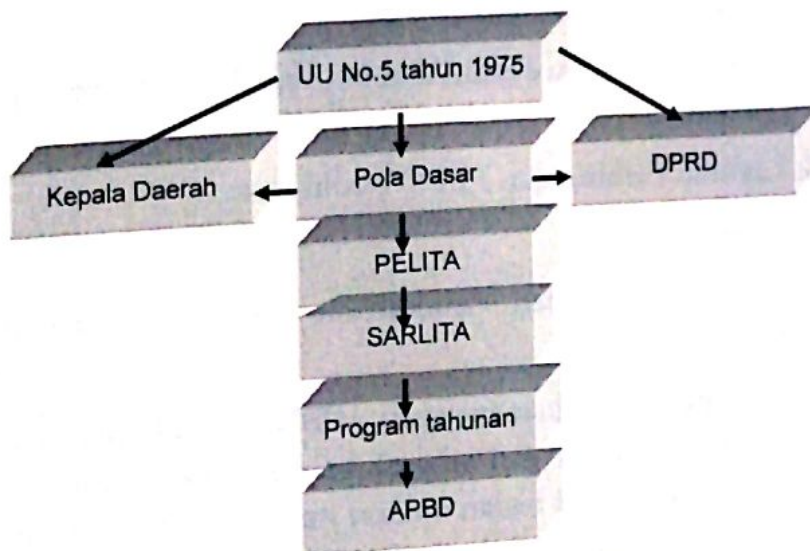 UU No.5 tahun 1975
Kepala Daerah
Pola Dasar
DPRD
PELITA
SARLITA
Program tahunan
APBD